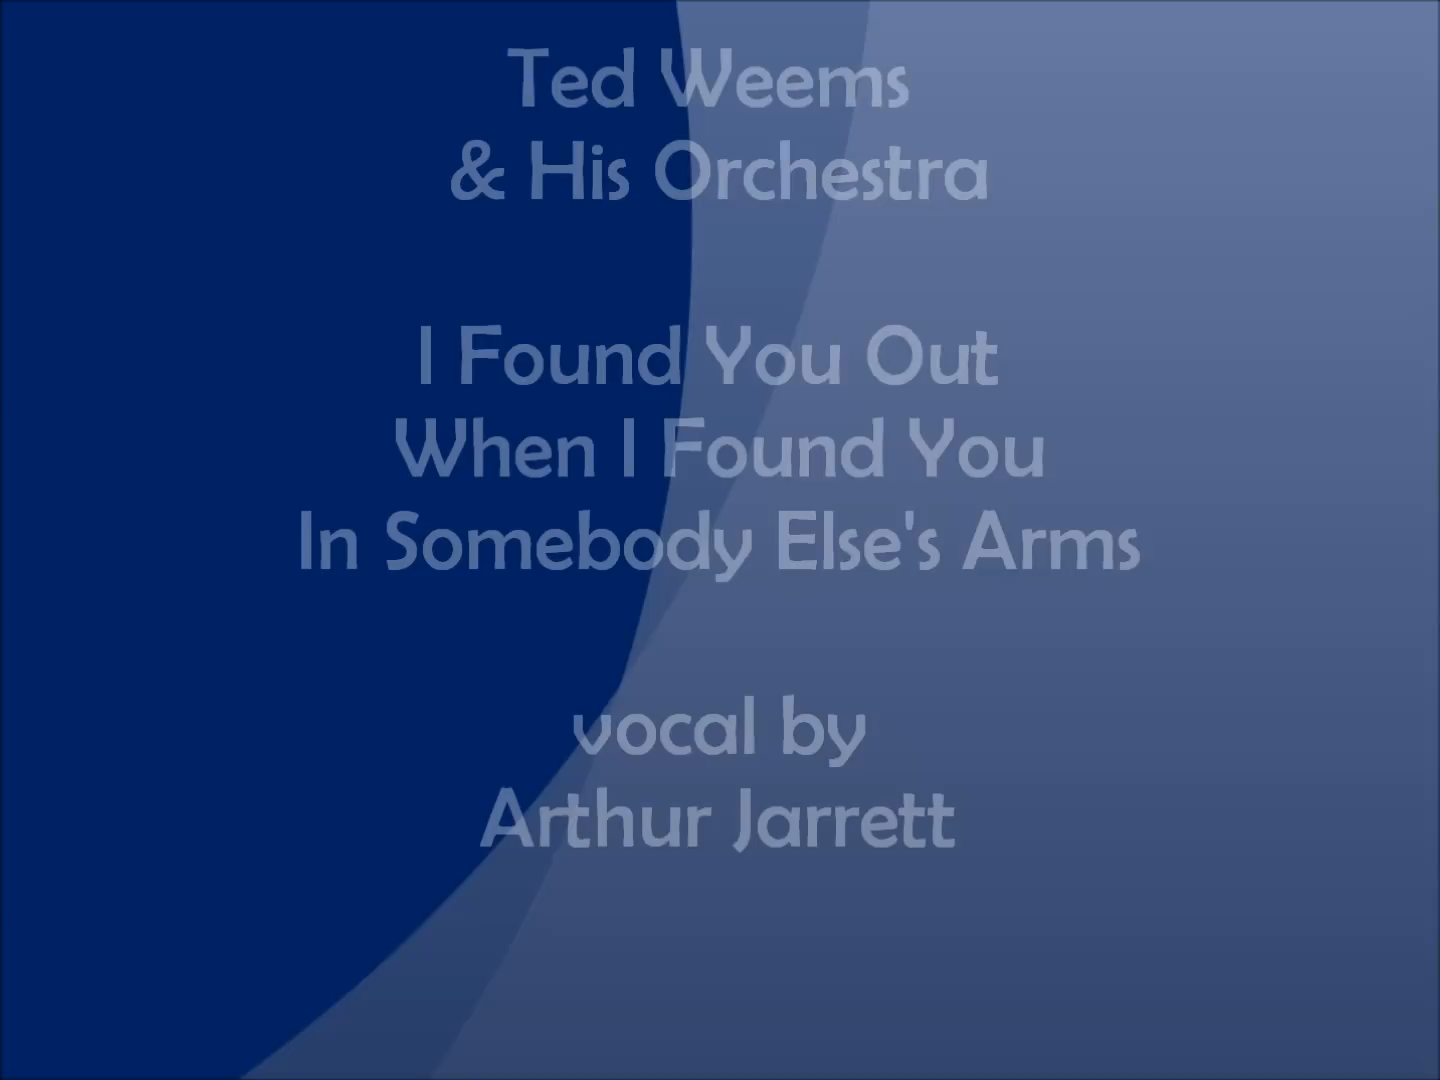 Ted Weems
& His Orchestra
I Found You Out
When I Found You
In Somebody Else's Arms
vocal by
Arthur Jarrett